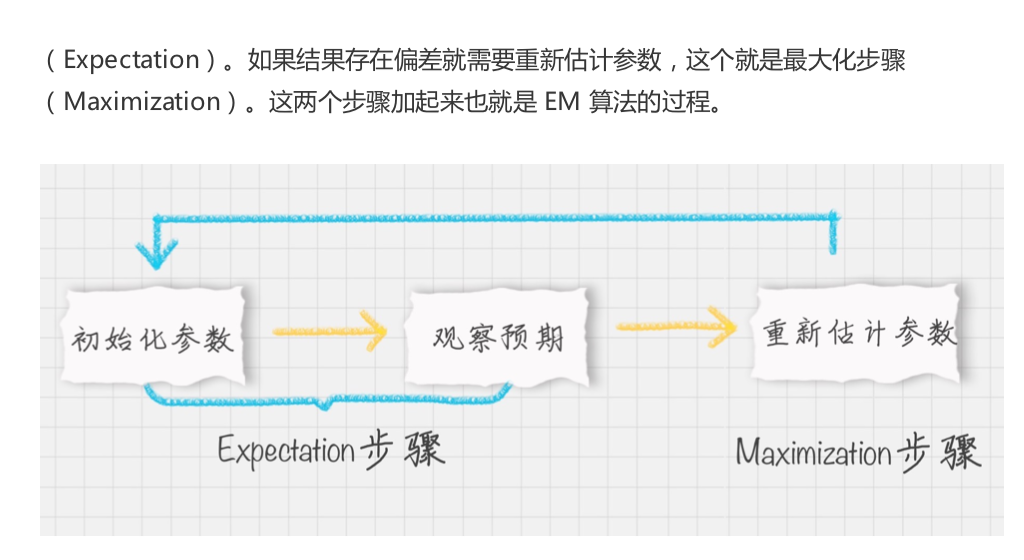 （Expectation）。如果结果存在偏差就需要重新估计参数，这个就是最大化步骤
（Maximization）。这两个步骤加起来也就是 EM 算法的过程。
初始化参数
观察预期
重新估计参数
Expectation步骤
Maximization步骤